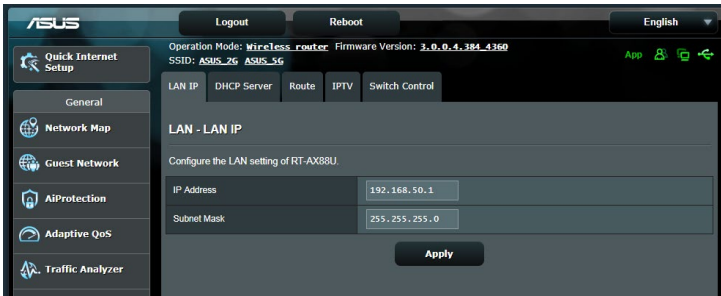 ASUS
Logout
Reboot
English
Quick Internet
Setup
Operation Mode: Wireless router Firmware Version: 3.0.0.4.384_4360
SSID: ASUS_2G ASUS_5G
App
LAN IP
DHCP Server
Route
IPTV
Switch Control
General
Network Map
Guest Network
AiProtection
Adaptive QoS
Traffic Analyzer
LAN - LAN IP
Configure the LAN setting of RT-AX88U.
IP Address
192.168.50.1
Subnet Mask
255.255.255.0
Apply